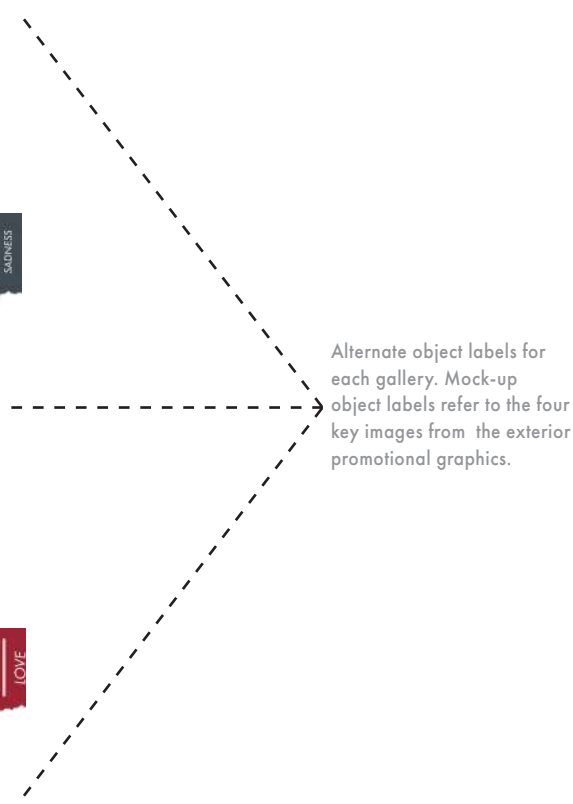 SADNESS
Alternate object labels for
each gallery. Mock-up
object labels refer to the four
key images from  the exterior
promotional graphics.
LOVE